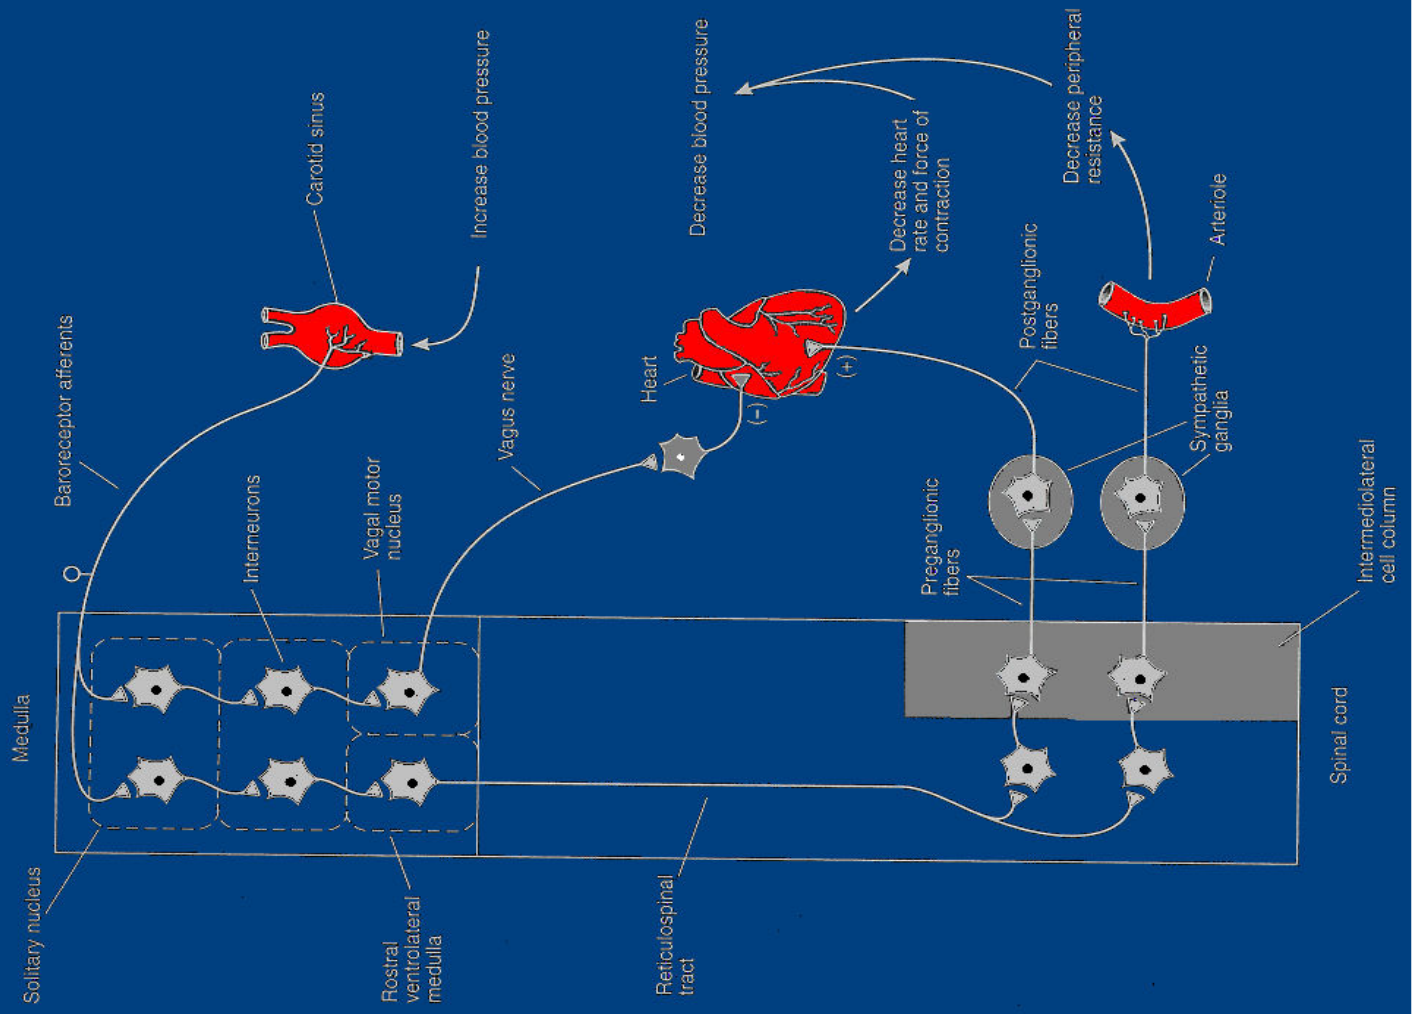 Solitary nucleus
Medulla
Baroreceptor afferents
Interneurons
Carotid sinus
Vagal motor
nucleus
Rostral
ventrolateral
medulla
Increase blood pressure
Vagus nerve
Heart
(−)
(+)
Decrease blood pressure
Reticulospinal
tract
Decrease heart
rate and force of
contraction
Preganglionic
fibers
Postganglionic
fibers
Decrease peripheral
resistance
Sympathetic
ganglia
Arteriole
Spinal cord
Intermediolateral
cell column